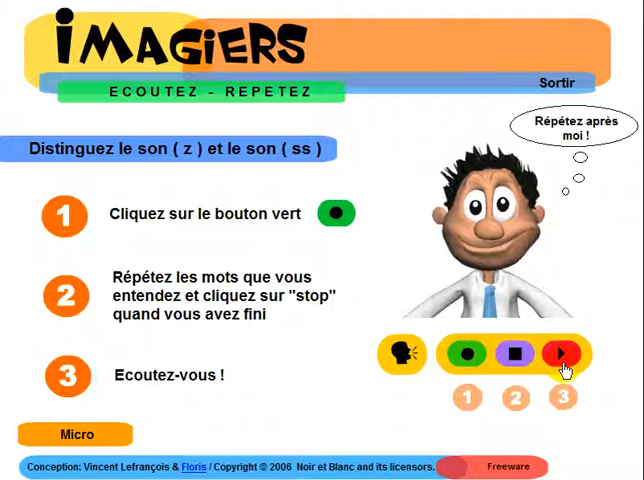 iMAGiERS
ECOUTEZ - REPETEZ
Sortir
Répétez après
moi !
Distinguez le son ( z ) et le son ( ss )
1
Cliquez sur le bouton vert
2
Répétez les mots que vous
entendez et cliquez sur "stop"
quand vous avez fini
3
Ecoutez-vous !
1 2 3
Micro
Conception: Vincent Lefrançois & Floris / Copyright © 2006 Noir et Blanc and its licensors.
Freeware